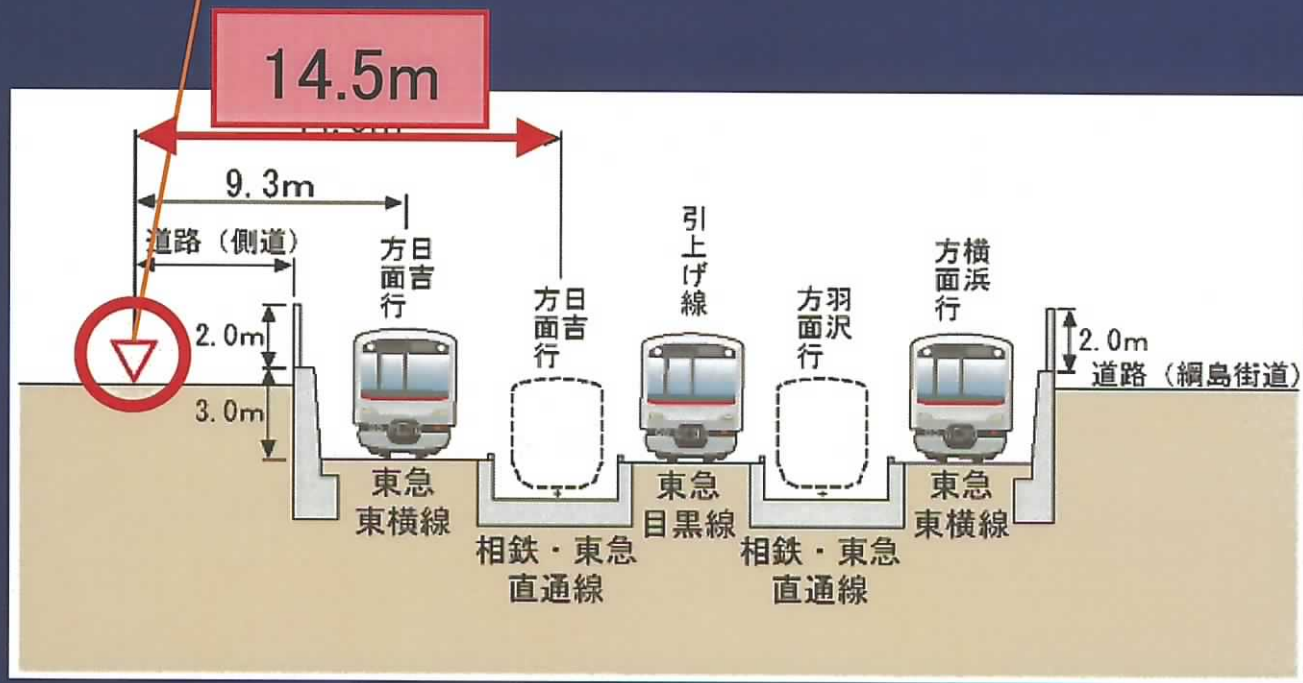 14.5m
9.3m
道路（側道）
日吉
方面行
日吉
方面行
引上げ線
羽沢
方面行
横浜
方面行
2.0m
3.0m
2.0m
道路（綱島街道）
東急
東横線
相鉄・東急
直通線
東急
目黒線
相鉄・東急
直通線
東急
東横線